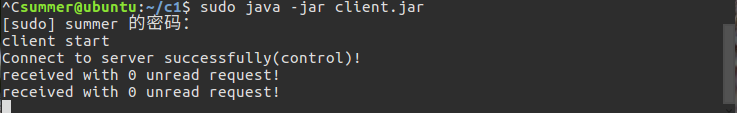 ^Csummer@ubuntu:~/c1$ sudo java -jar client.jar
[sudo] summer 的密码：
client start
Connect to server successfully(control)!
received with 0 unread request!
received with 0 unread request!